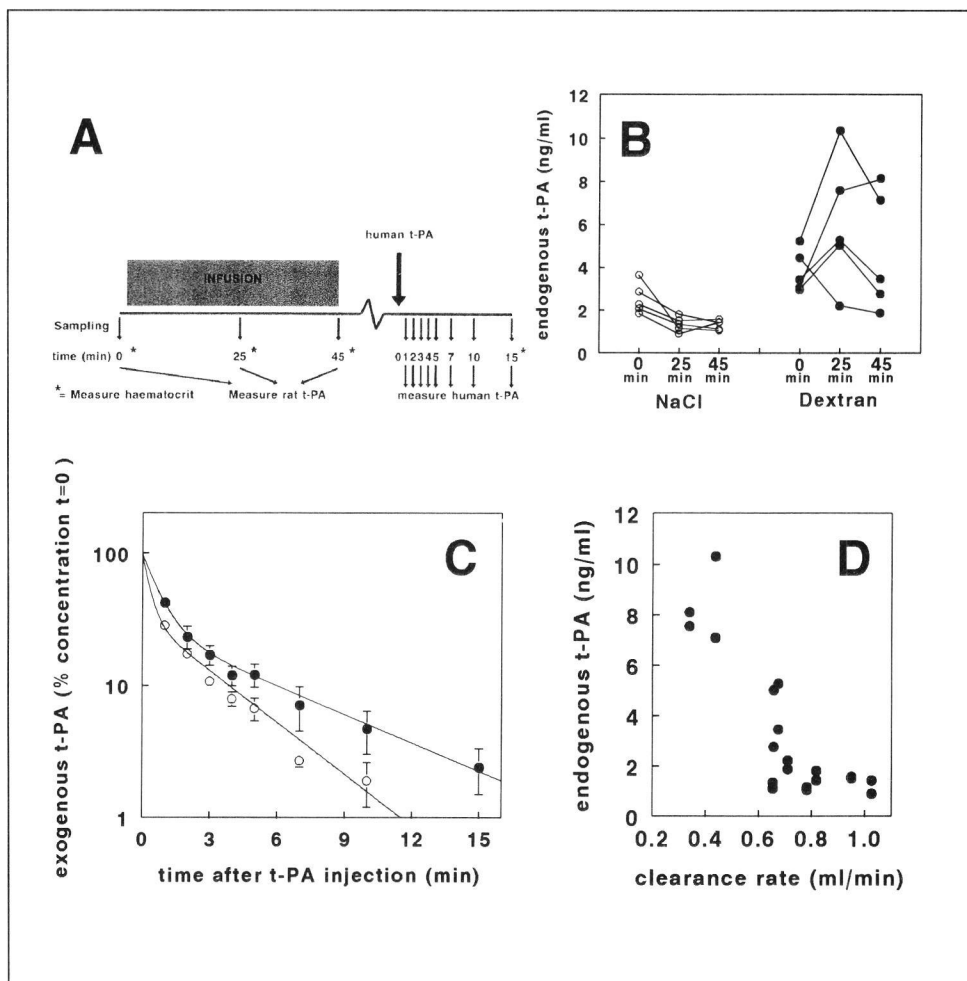 A
human t-PA
INFUSION
Sampling
time (min) 0 * 25 * 45 * 0 1 2 3 4 5 7 10 15 *
* = Measure haematocrit Measure rat t-PA measure human t-PA
B
endogenous t-PA (ng/ml)
12
10
8
6
4
2
0
0 25 45 0 25 45
min min min min min min
NaCl Dextran
C
exogenous t-PA (% concentration t=0)
100
10
1
0 3 6 9 12 15
time after t-PA injection (min)
D
endogenous t-PA (ng/ml)
12
10
8
6
4
2
0
0.2 0.4 0.6 0.8 1.0
clearance rate (ml/min)